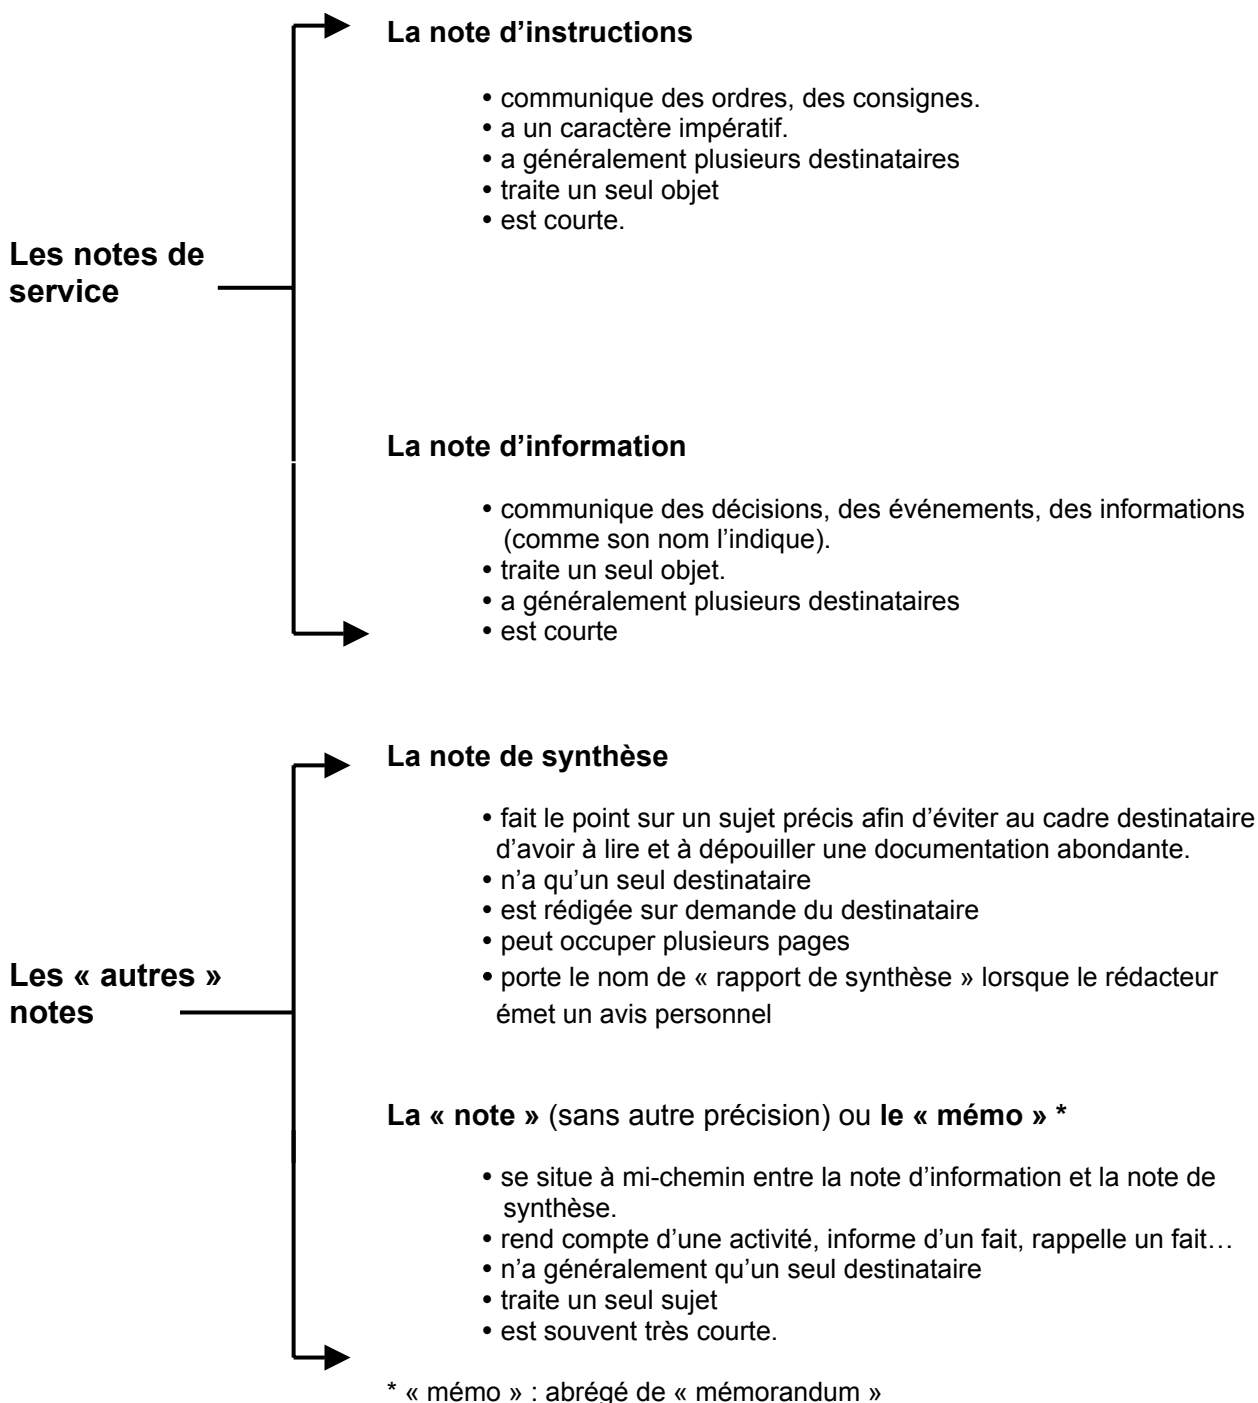 La note d’instructions
• communique des ordres, des consignes.
• a un caractère impératif.
• a généralement plusieurs destinataires
• traite un seul objet
• est courte.
Les notes de
service
La note d’information
• communique des décisions, des événements, des informations
(comme son nom l’indique).
• traite un seul objet.
• a généralement plusieurs destinataires
• est courte
La note de synthèse
• fait le point sur un sujet précis afin d’éviter au cadre destinataire
d’avoir à lire et à dépouiller une documentation abondante.
• n’a qu’un seul destinataire
• est rédigée sur demande du destinataire
• peut occuper plusieurs pages
• porte le nom de « rapport de synthèse » lorsque le rédacteur
émet un avis personnel
Les « autres »
notes
La « note » (sans autre précision) ou le « mémo » *
• se situe à mi-chemin entre la note d’information et la note de
synthèse.
• rend compte d’une activité, informe d’un fait, rappelle un fait…
• n’a généralement qu’un seul destinataire
• traite un seul sujet
• est souvent très courte.
* « mémo » : abrégé de « mémorandum »